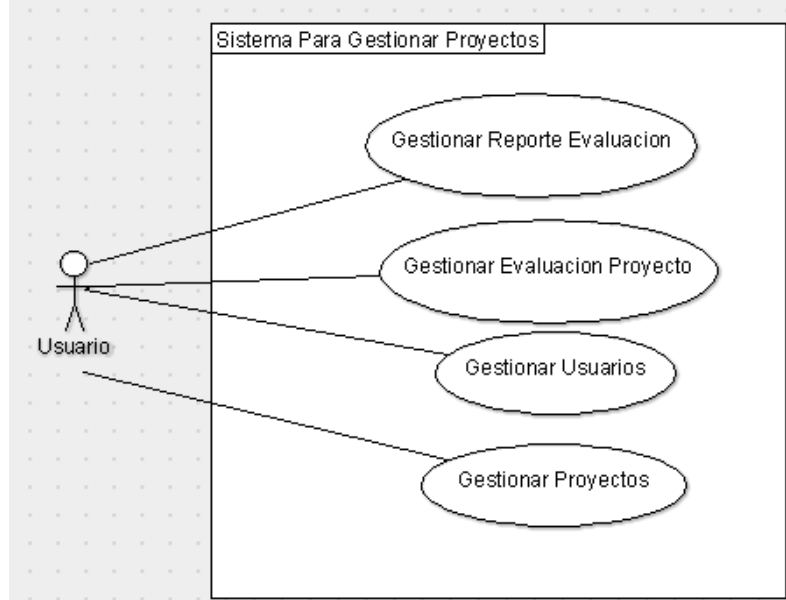 Sistema Para Gestionar Proyectos
Gestionar Reporte Evaluacion
Gestionar Evaluacion Proyecto
Usuario
Gestionar Usuarios
Gestionar Proyectos